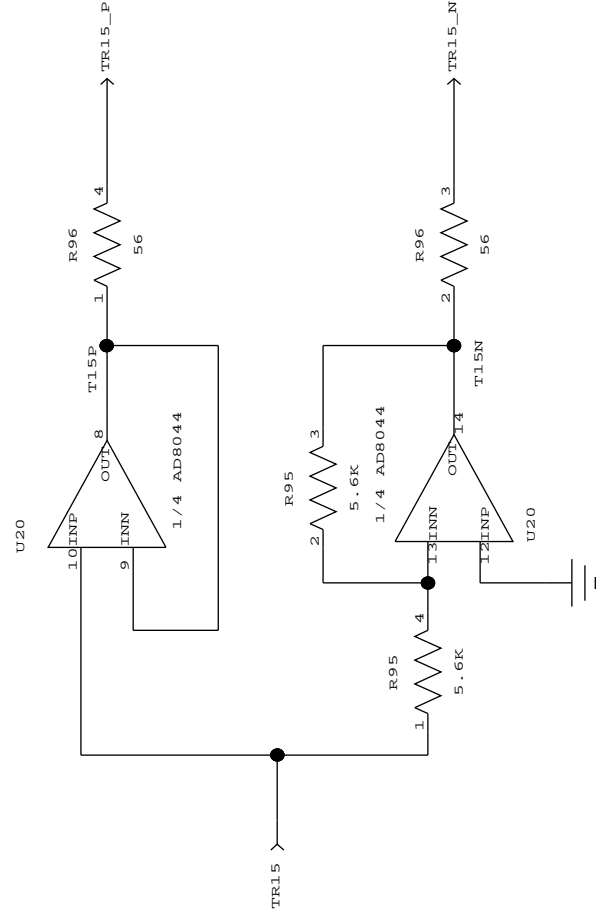 TR15_P
TR15_N
4
R96
56
1
3
R96
56
2
T15P
T15N
8
OUT
1/4 AD8044
U20
INP
INN
10
9
3
R95
5.6K
2
1/4 AD8044
14
OUT
U20
INN
INP
13
12
4
R95
5.6K
1
TR15